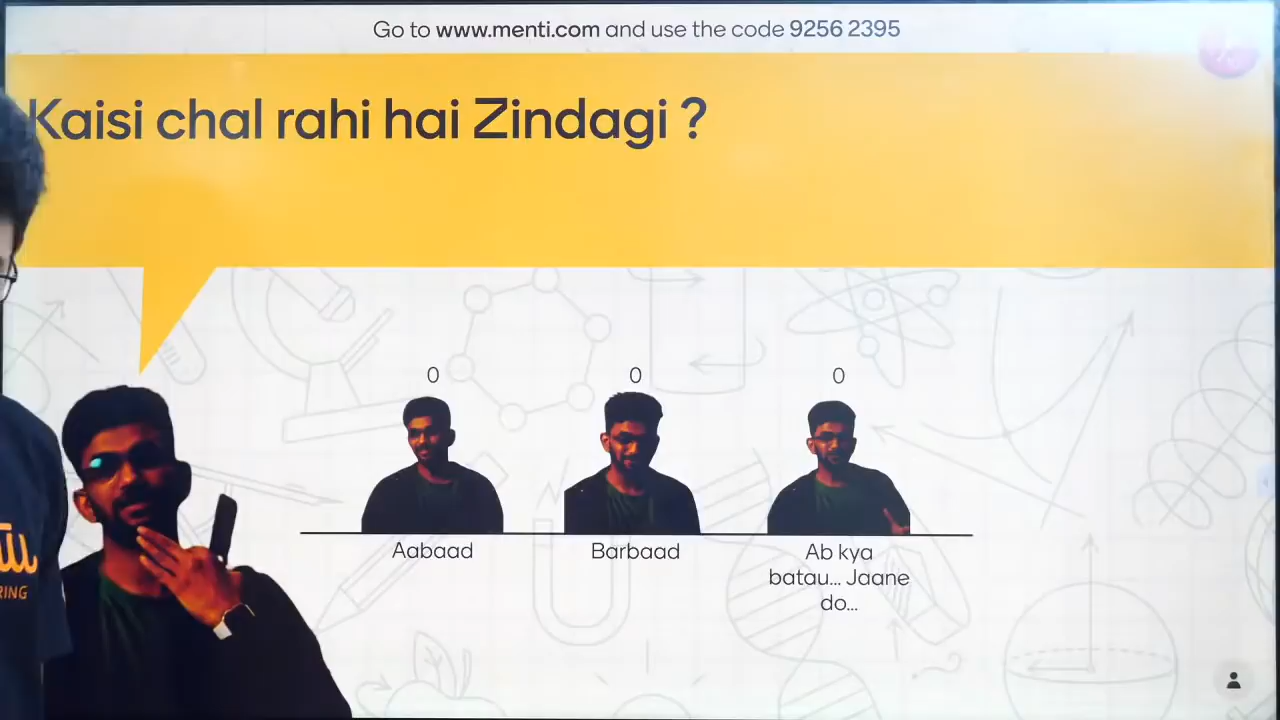 Go to www.menti.com and use the code 9256 2395
Kaisi chal rahi hai Zindagi ?
0
0
0
Aabaad
Barbaad
Ab kya
batau... Jaane
do...
RING